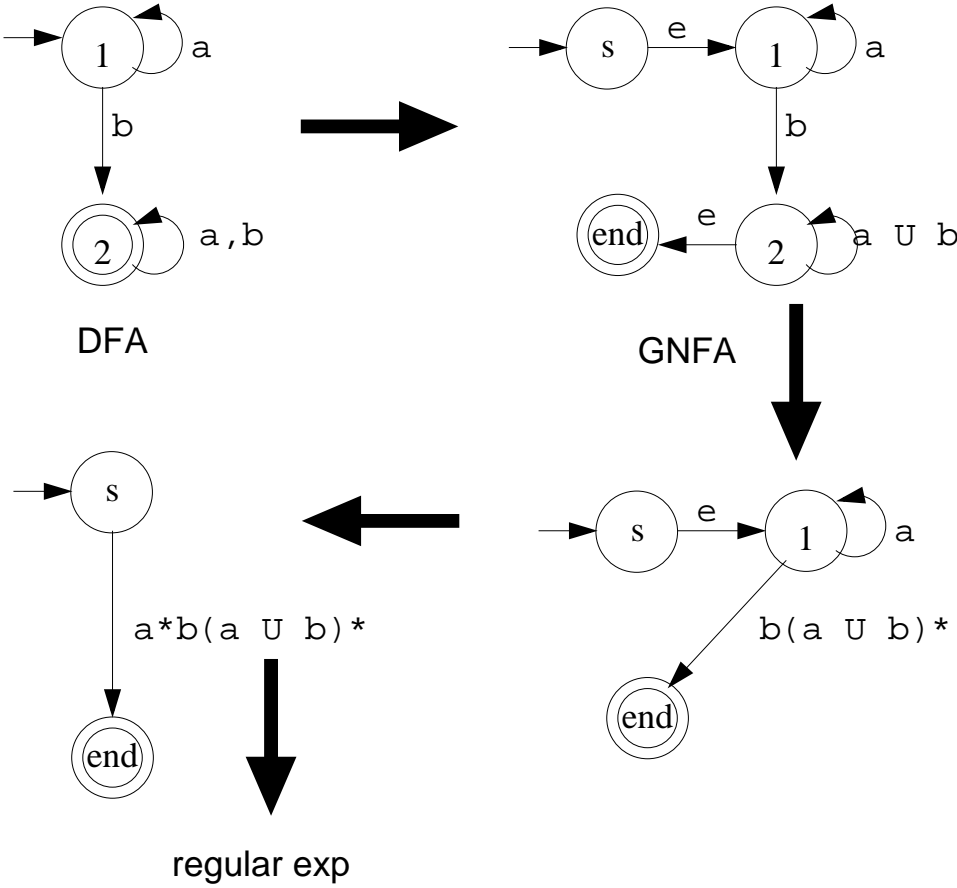 1
a
b
2
a,b
DFA
s
e
1
a
b
end
e
2
a U b
GNFA
s
e
1
a
b(a U b)*
end
s
a*b(a U b)*
end
regular exp